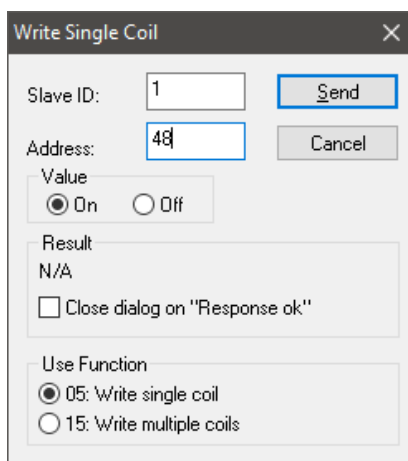 Write Single Coil
Slave ID: 1 Send
Address: 48 Cancel
Value
On Off
Result
N/A
Close dialog on "Response ok"
Use Function
05: Write single coil
15: Write multiple coils